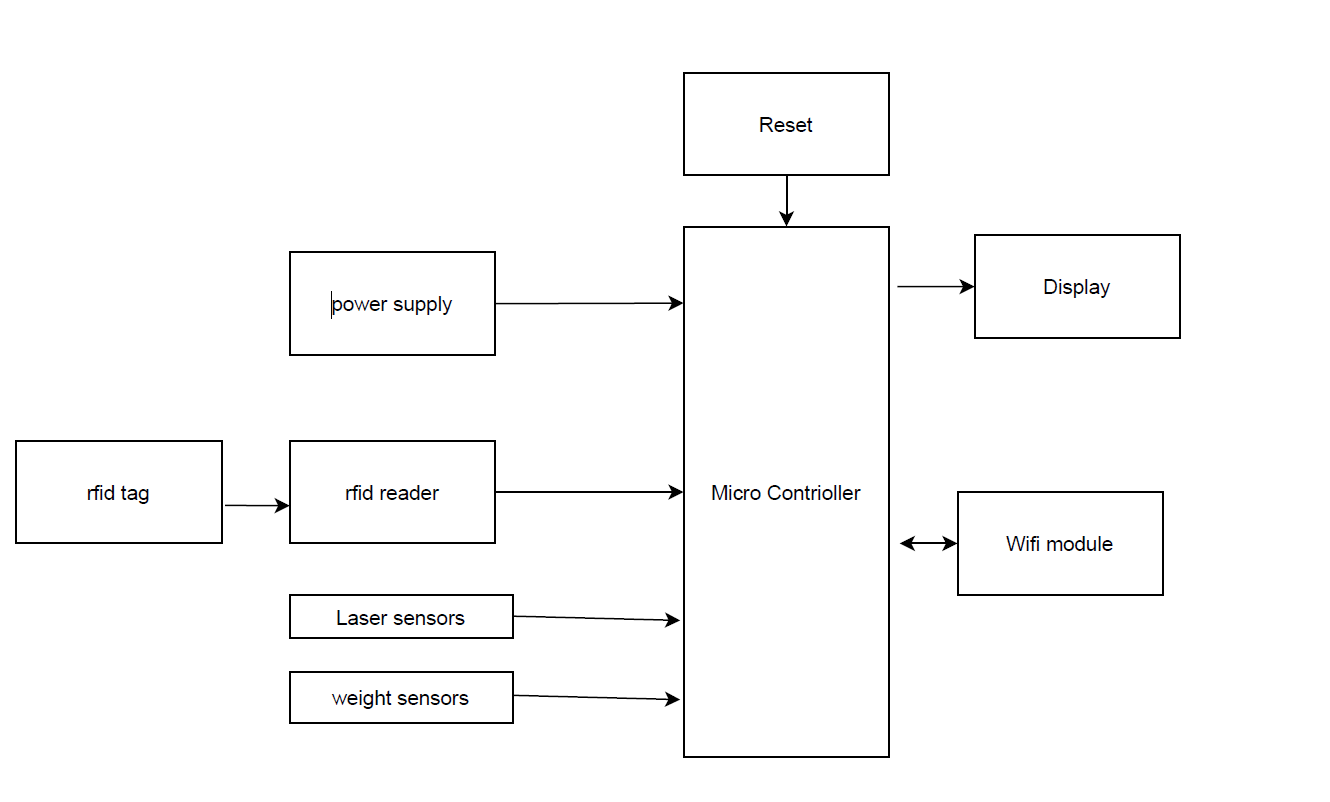 Reset
power supply
Display
rfid tag
rfid reader
Micro Contrioller
Wifi module
Laser sensors
weight sensors